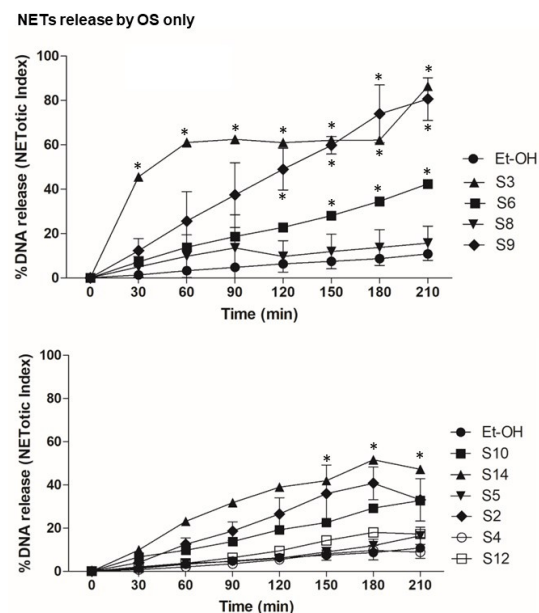 NETs release by OS only
%DNA release (NETotic Index)
100
80
60
40
20
0
* * * * * * *
* * * *
* * *
0 30 60 90 120 150 180 210
Time (min)
Et-OH
S3
S6
S8
S9
%DNA release (NETotic Index)
100
80
60
40
20
0
* * *
0 30 60 90 120 150 180 210
Time (min)
Et-OH
S10
S14
S5
S2
S4
S12